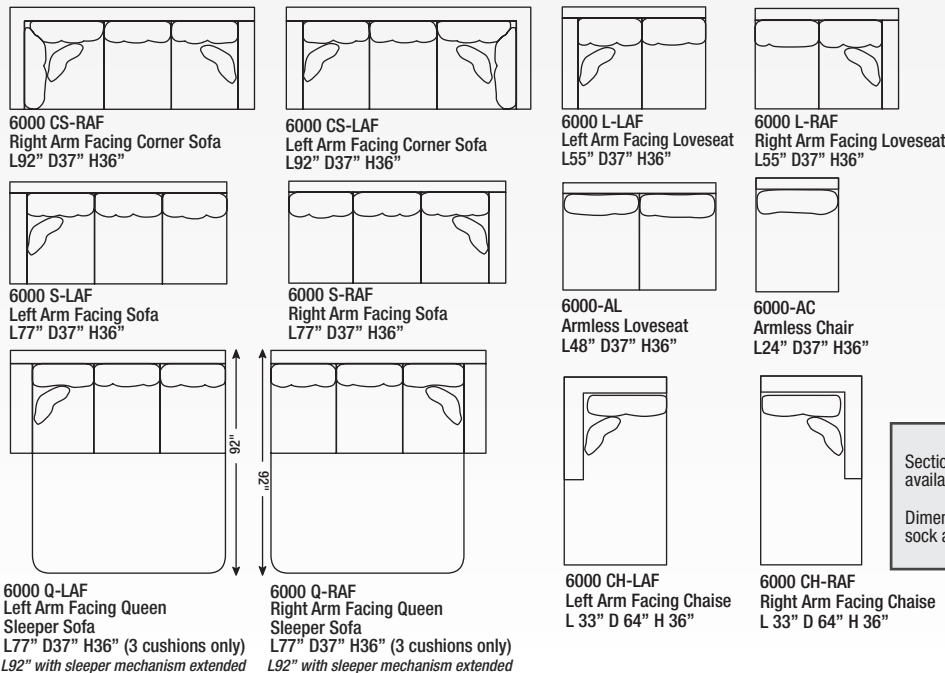 6000 CS-RAF
Right Arm Facing Corner Sofa
L92” D37” H36”
6000 CS-LAF
Left Arm Facing Corner Sofa
L92” D37” H36”
6000 L-LAF
Left Arm Facing Loveseat
L55” D37” H36”
6000 L-RAF
Right Arm Facing Loveseat
L55” D37” H36”
6000 S-LAF
Left Arm Facing Sofa
L77” D37” H36”
6000 S-RAF
Right Arm Facing Sofa
L77” D37” H36”
6000-AL
Armless Loveseat
L48” D37” H36”
6000-AC
Armless Chair
L24” D37” H36”
92"
92"
6000 Q-LAF
Left Arm Facing Queen
Sleeper Sofa
L77” D37” H36” (3 cushions only)
L92” with sleeper mechanism extended
6000 Q-RAF
Right Arm Facing Queen
Sleeper Sofa
L77” D37” H36” (3 cushions only)
L92” with sleeper mechanism extended
6000 CH-LAF
Left Arm Facing Chaise
L 33” D 64” H 36”
6000 CH-RAF
Right Arm Facing Chaise
L 33” D 64” H 36”
sock